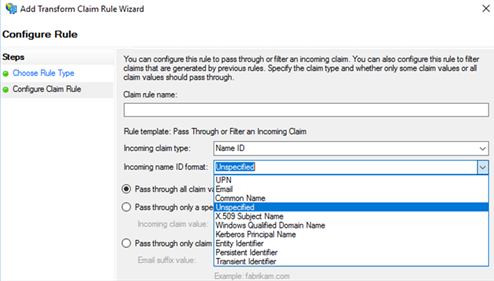 Add Transform Claim Rule Wizard
Configure Rule
Steps
Choose Rule Type
Configure Claim Rule
You can configure this rule to pass through or filter an incoming claim. You can also configure this rule to filter
claims that are generated by previous rules. Specify the claim type and whether only some claim values or all
claim values should pass through.
Claim rule name:
Rule template: Pass Through or Filter an Incoming Claim
Incoming claim type:
Name ID
Incoming name ID format:
Unspecified
UPN
Email
Common Name
Unspecified
X.509 Subject Name
Windows Qualified Domain Name
Kerberos Principal Name
Entity Identifier
Persistent Identifier
Transient Identifier
Pass through all claim va
Pass through only a spe
Incoming claim value:
Pass through only claim
Email suffix value:
Example: fabrikam.com